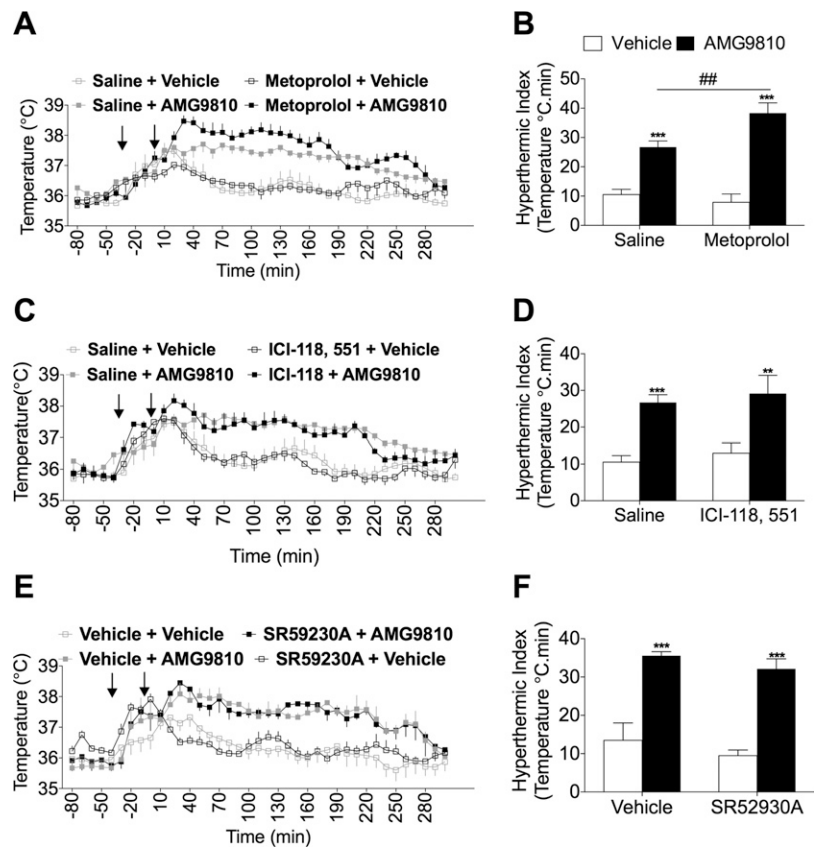 A
Saline + Vehicle Metoprolol + Vehicle
Saline + AMG9810 Metoprolol + AMG9810
Temperature (°C)
39
38
37
36
35
-80 -50 -20 10 40 70 100 130 160 190 220 250 280
Time (min)
B
Vehicle AMG9810
Hyperthermic Index
(Temperature °C.min)
50
40
30
20
10
0
***
##
***
Saline Metoprolol
C
Saline + Vehicle ICI-118, 551 + Vehicle
Saline + AMG9810 ICI-118 + AMG9810
Temperature(°C)
39
38
37
36
35
-80 -50 -20 10 40 70 100 130 160 190 220 250 280
Time (min)
D
Hyperthermic Index
(Temperature °C.min)
40
30
20
10
0
***
**
Saline ICI-118, 551
E
Vehicle + Vehicle SR59230A + AMG9810
Vehicle + AMG9810 SR59230A + Vehicle
Temperature (°C)
39
38
37
36
35
-80 -50 -20 10 40 70 100 130 160 190 220 250 280
Time (min)
F
Hyperthermic Index
(Temperature °C.min)
40
30
20
10
0
***
***
Vehicle SR52930A